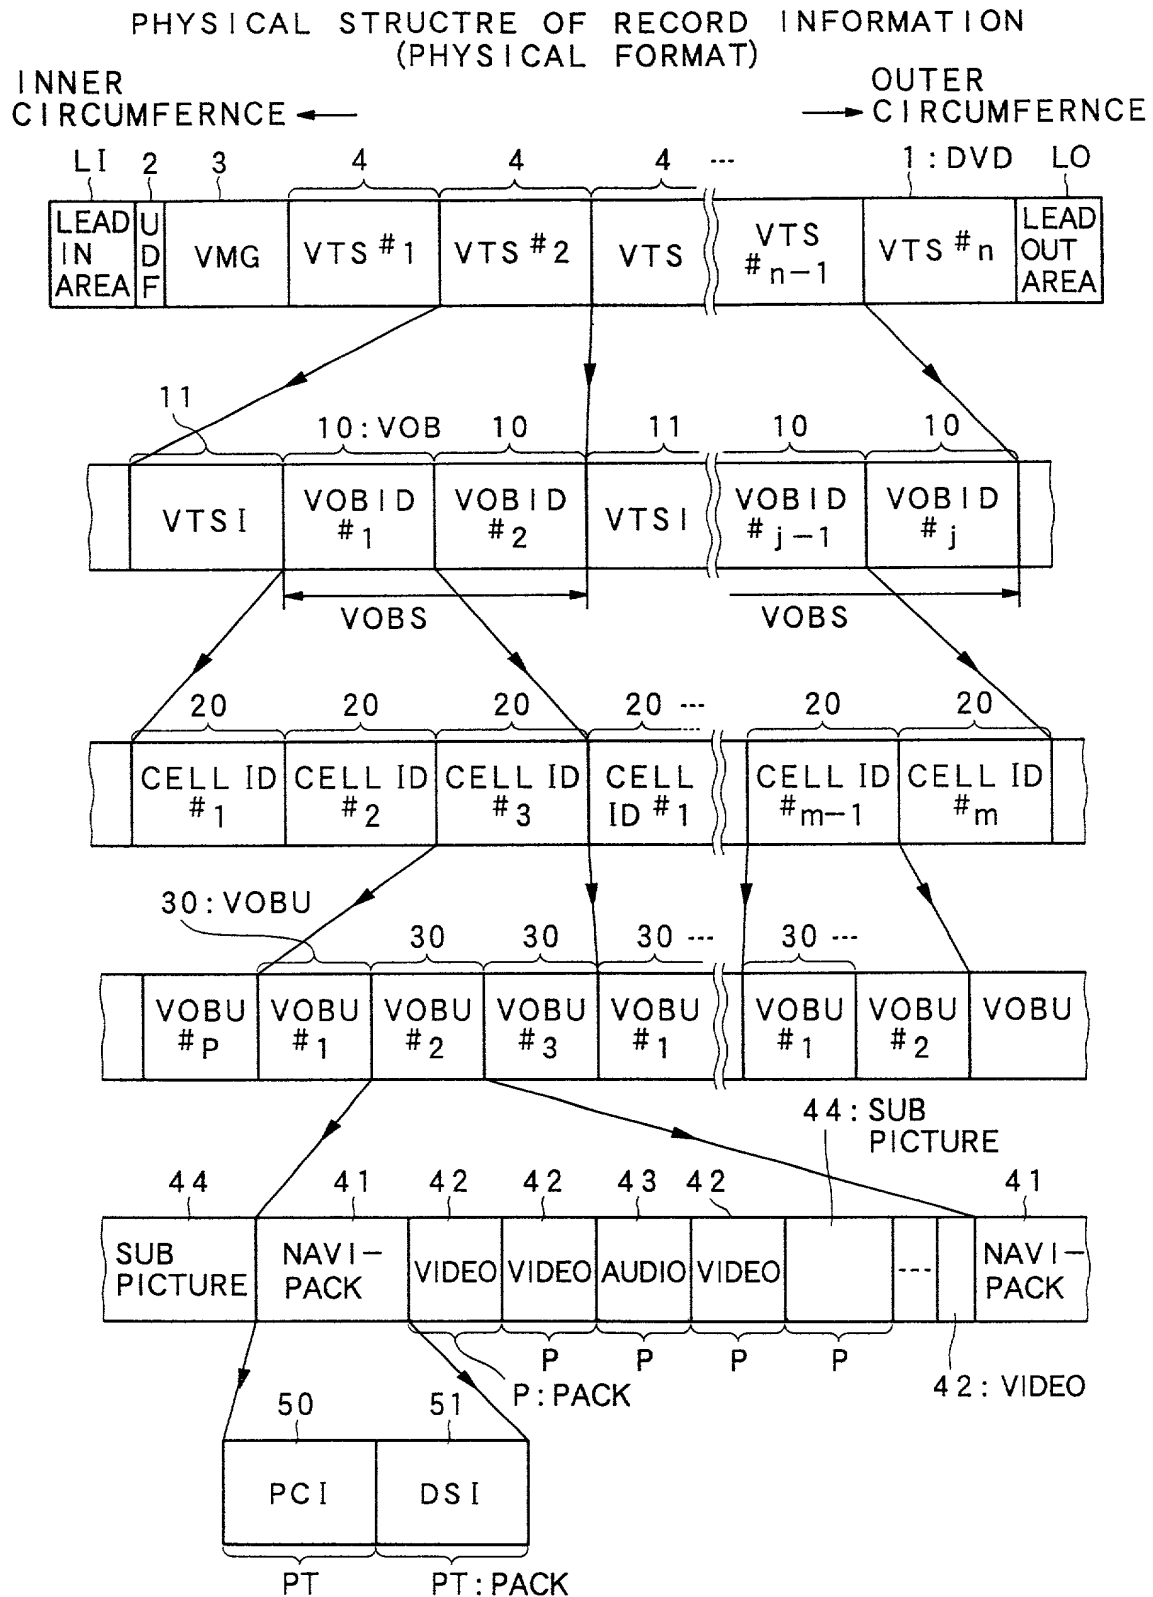 PHYSICAL STRUCTRE OF RECORD INFORMATION
(PHYSICAL FORMAT)
INNER
CIRCUMFERNCE
OUTER
CIRCUMFERNCE
LI 2 3 4 4 4 --- 1:DVD LO
LEAD
IN
AREA
U
D
F
VMG
VTS #1
VTS #2
VTS
VTS
#n-1
VTS #n
LEAD
OUT
AREA
11 10:VOB 10 11 10 10
VTSI
VOBID
#1
VOBID
#2
VTSI
VOBID
#j-1
VOBID
#j
VOBS
VOBS
20 20 20 20 --- 20 20
CELL ID
#1
CELL ID
#2
CELL ID
#3
CELL
ID #1
CELL ID
#m-1
CELL ID
#m
30:VOBU 30 30 30 --- 30 ---
VOBU
#P
VOBU
#1
VOBU
#2
VOBU
#3
VOBU
#1
VOBU
#1
VOBU
#2
VOBU
44:SUB
PICTURE
44 41 42 42 43 42 41
SUB
PICTURE
NAVI-
PACK
VIDEO
VIDEO
AUDIO
VIDEO
---
NAVI-
PACK
P P P P
P:PACK
42:VIDEO
50 51
PCI
DSI
PT
PT:PACK